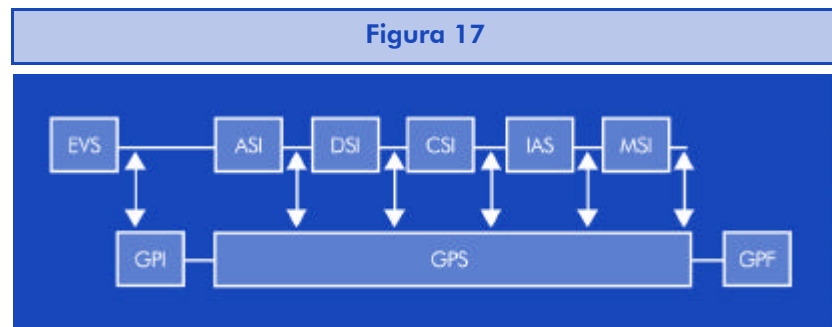 Figura 17
EVS ASI DSI CSI IAS MSI
GPI GPS GPF